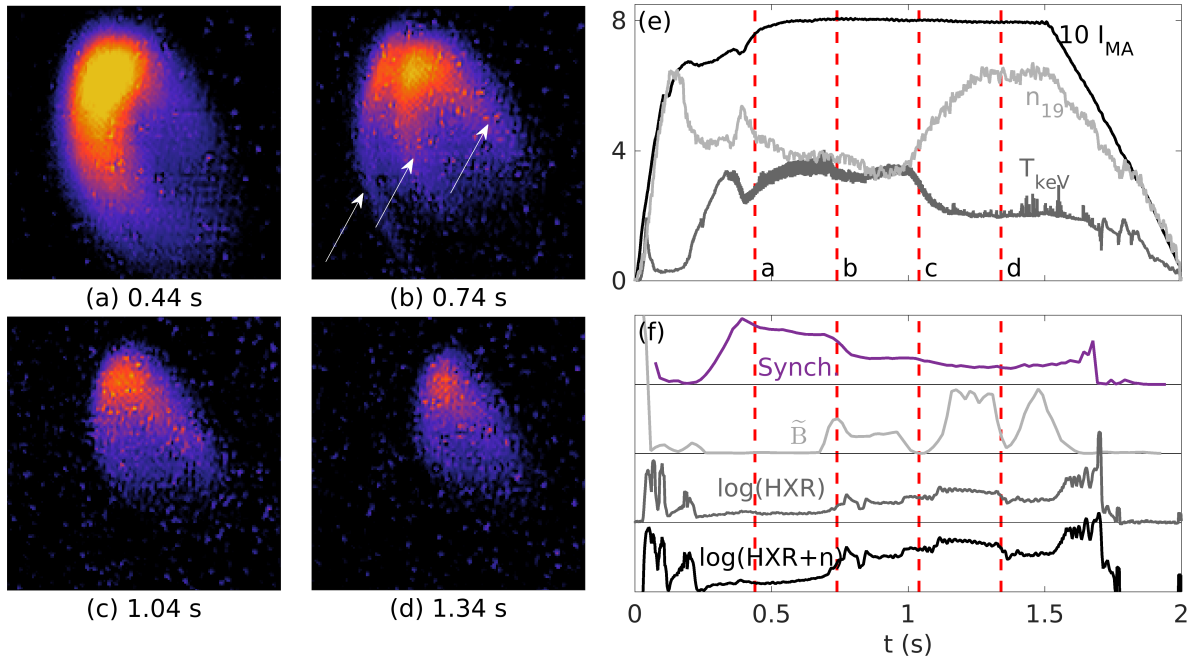 (a) 0.44 s
(b) 0.74 s
(c) 1.04 s
(d) 1.34 s
(e)
8
4
0
10 I_MA
n_19
T_keV
a
b
c
d
(f)
Synch.
B̃
log(HXR)
log(HXR+n)
0
0.5
1
1.5
2
t (s)